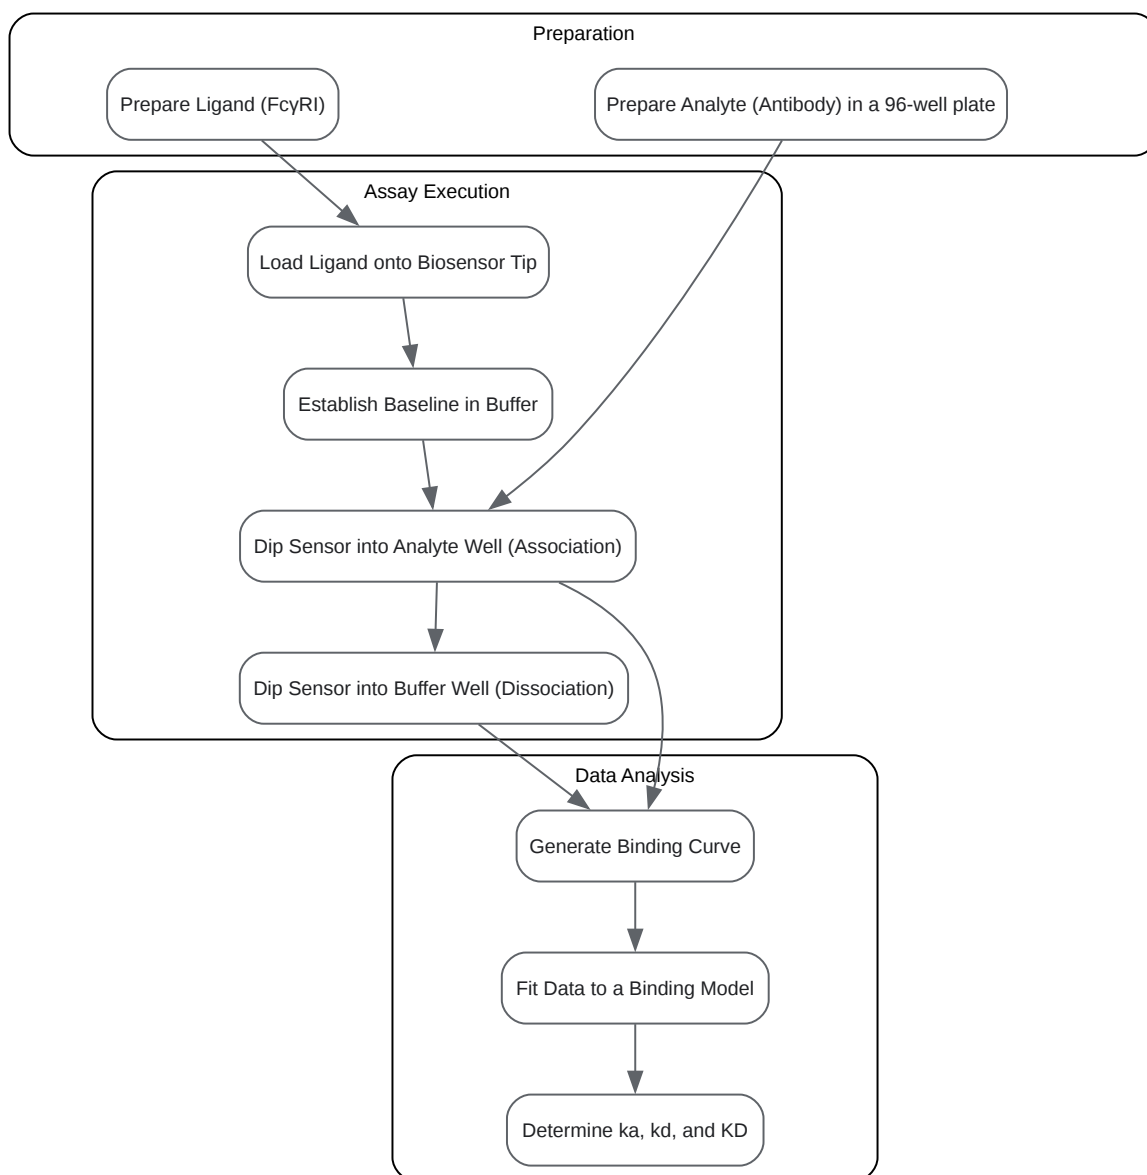 Preparation
Prepare Ligand (FcγRI)
Prepare Analyte (Antibody) in a 96-well plate
Assay Execution
Load Ligand onto Biosensor Tip
Establish Baseline in Buffer
Dip Sensor into Analyte Well (Association)
Dip Sensor into Buffer Well (Dissociation)
Data Analysis
Generate Binding Curve
Fit Data to a Binding Model
Determine ka, kd, and KD